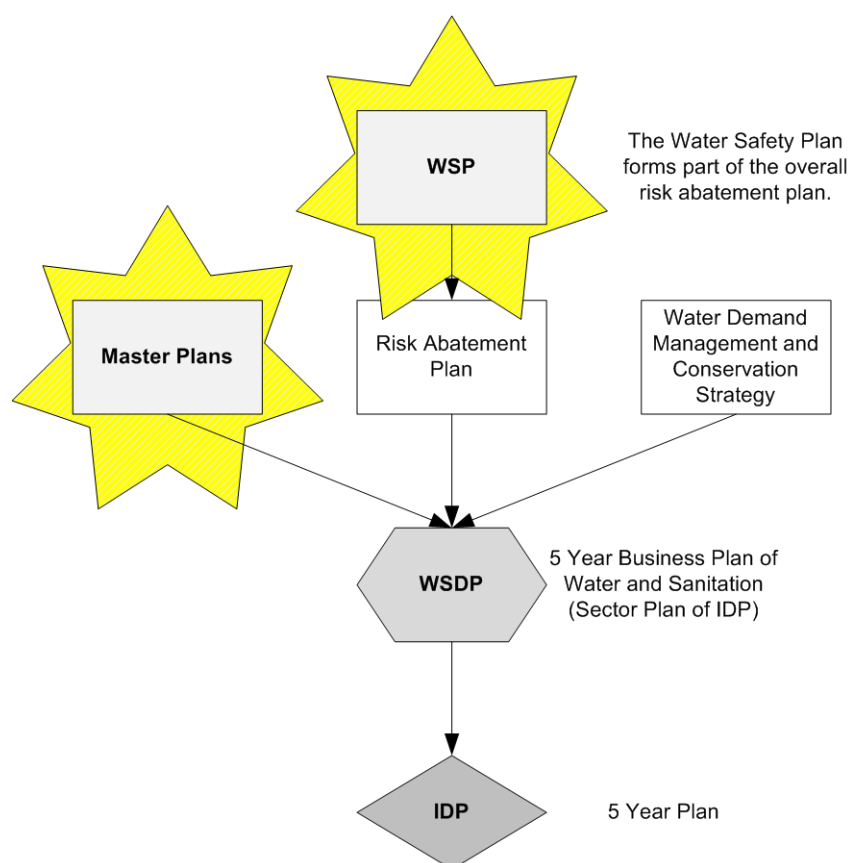 WSP
The Water Safety Plan
forms part of the overall
risk abatement plan.
Master Plans
Risk Abatement
Plan
Water Demand
Management and
Conservation
Strategy
WSDP
5 Year Business Plan of
Water and Sanitation
(Sector Plan of IDP)
IDP
5 Year Plan